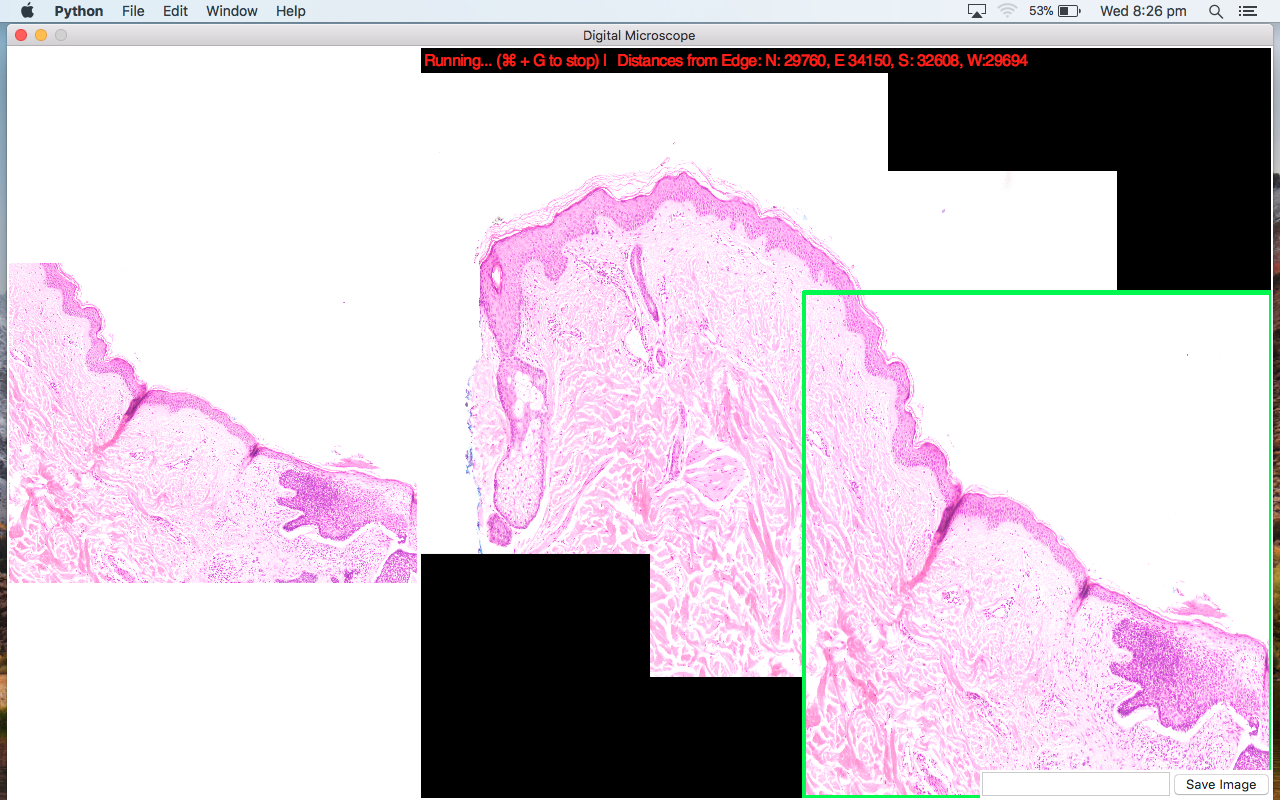 Python File Edit Window Help 53% Wed 8:26 pm
Digital Microscope
Running... (⌘ + G to stop) | Distances from Edge: N: 29760, E 34150, S: 32608, W:29694
Save Image